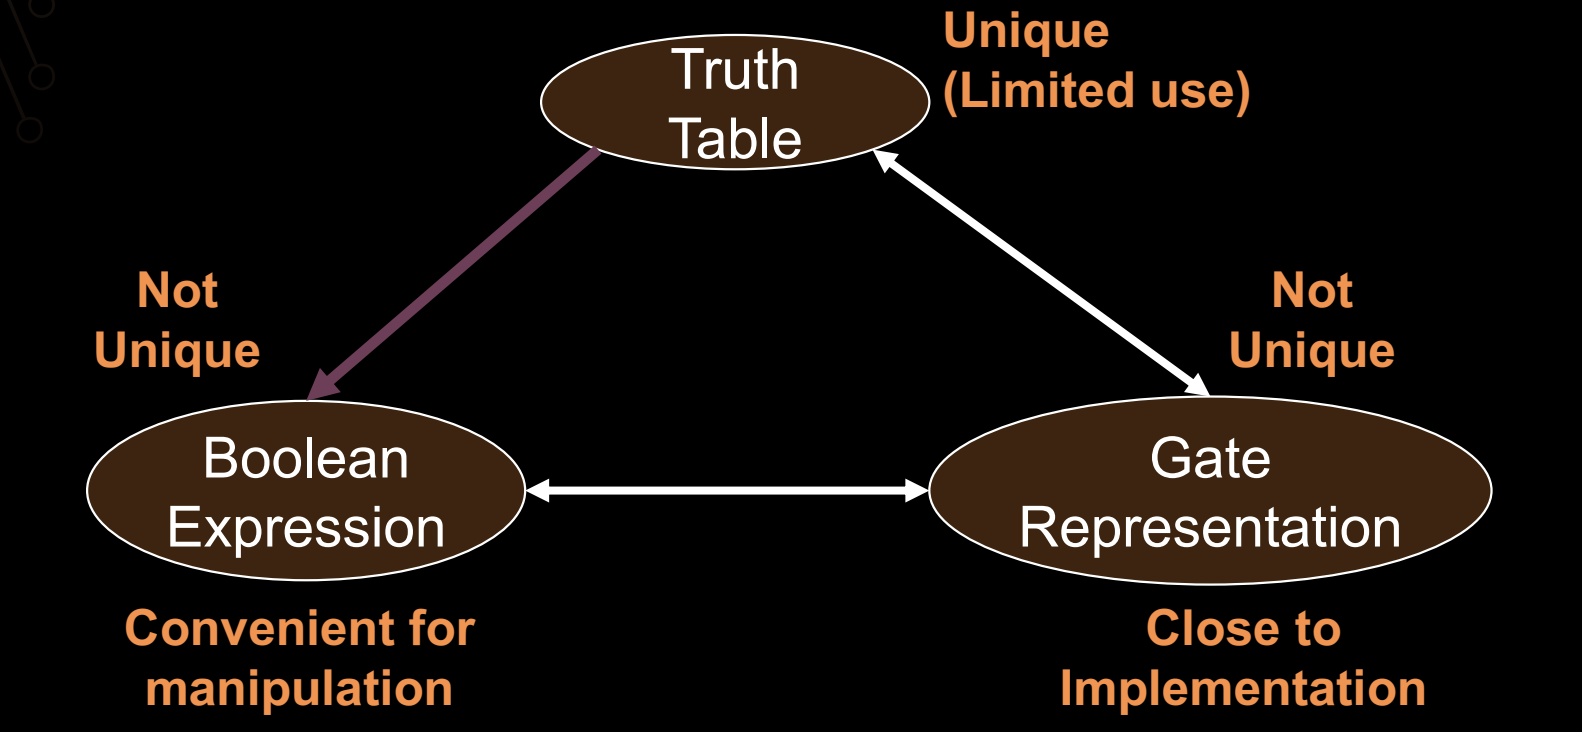 Unique
(Limited use)
Truth
Table
Not
Unique
Not
Unique
Boolean
Expression
Gate
Representation
Convenient for
manipulation
Close to
Implementation